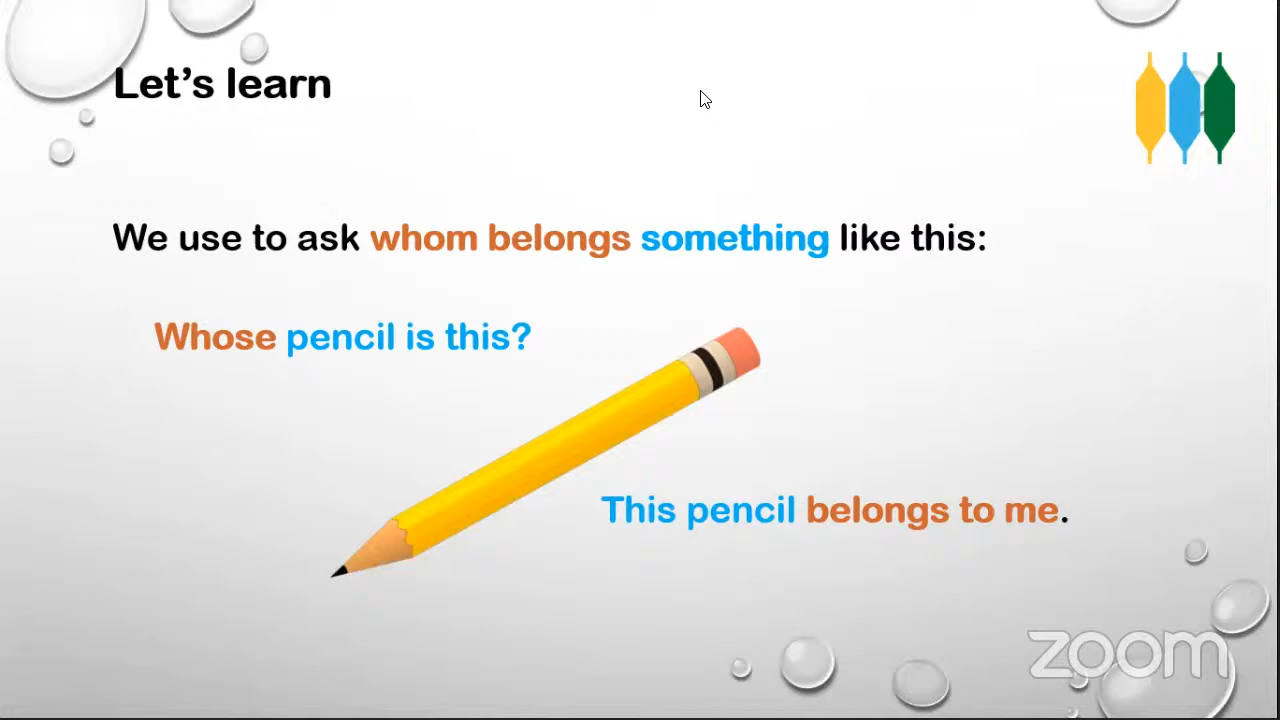 Let's learn
We use to ask whom belongs something like this:
Whose pencil is this?
This pencil belongs to me.
zoom